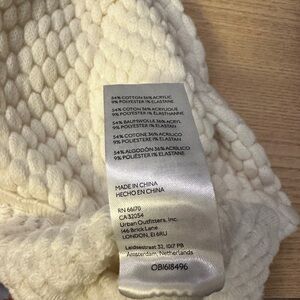 54% COTTON 36% ACRYLIC
9% POLYESTER 1% ELASTANE
54% COTON 36% ACRYLIQUE
9% POLYESTER 1% ELASTHANNE
54% BAUMWOLLE 36% ACRYL
9% POLYESTER 1% ELASTAN
54% COTONE 36% ACRILICO
9% POLIESTERE 1% ELASTAN
54% ALGODÓN 36% ACRÍLICO
9% POLIÉSTER 1% ELASTANO
MADE IN CHINA
HECHO EN CHINA
RN 66170
CA 32054
Urban Outfitters, Inc.
146 Brick Lane
LONDON, E1 6RU
Leidsestraat 32, 1017 PB
Amsterdam, Netherlands
OB1618496